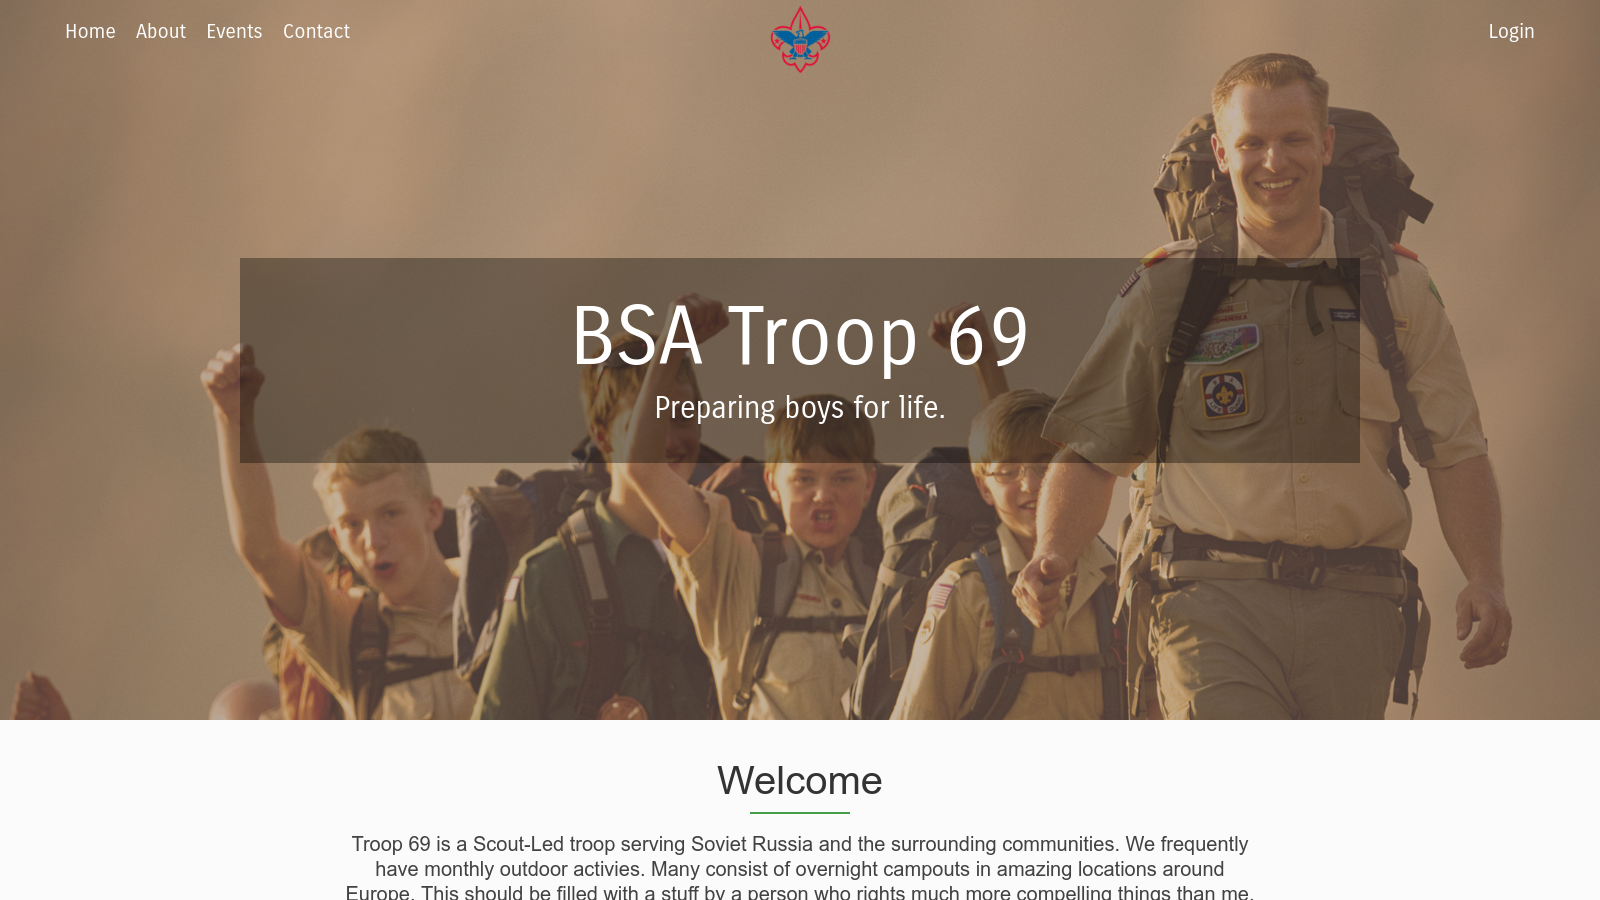 Home About Events Contact Login
BSA Troop 69
Preparing boys for life.
Welcome
Troop 69 is a Scout-Led troop serving Soviet Russia and the surrounding communities. We frequently
have monthly outdoor activies. Many consist of overnight campouts in amazing locations around
Europe. This should be filled with a stuff by a person who rights much more compelling things than me.